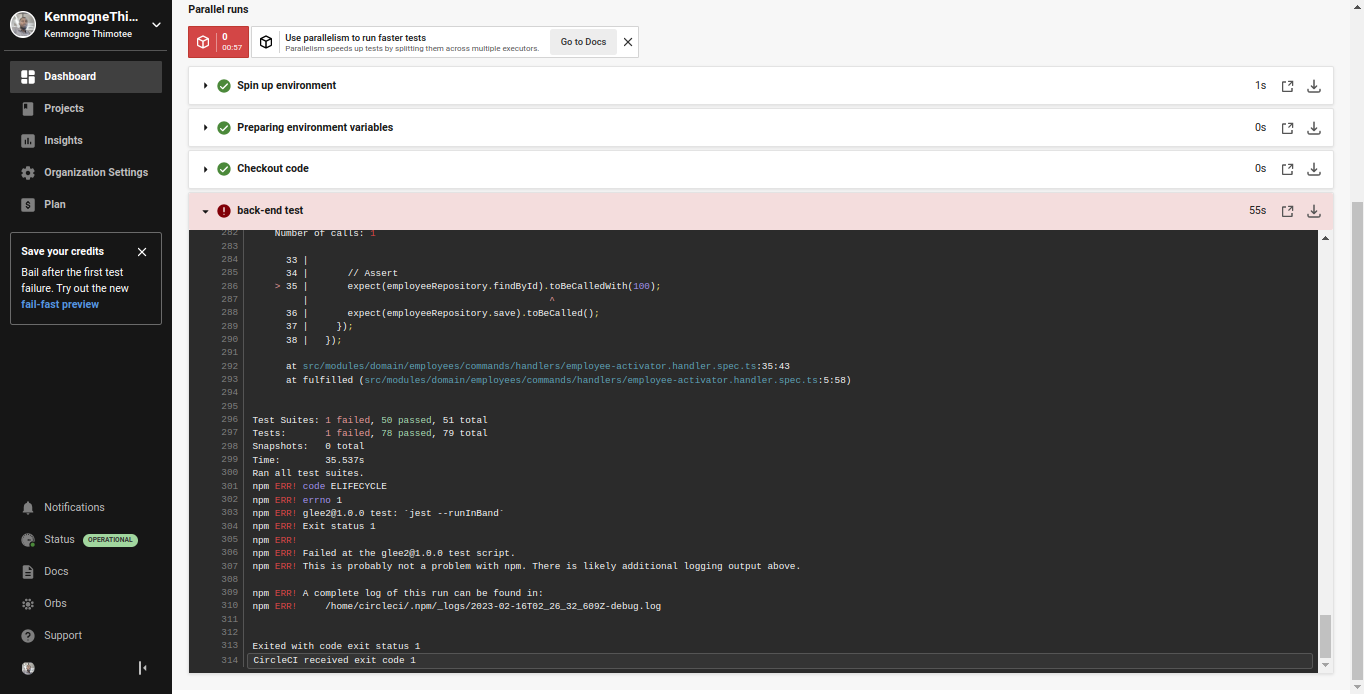 KenmogneThi...
Kenmogne Thimotee
Dashboard
Projects
Insights
Organization Settings
Plan
Save your credits
Bail after the first test
failure. Try out the new
fail-fast preview
Notifications
Status OPERATIONAL
Docs
Orbs
Support
Parallel runs
0
00:57
Use parallelism to run faster tests
Parallelism speeds up tests by splitting them across multiple executors.
Go to Docs
Spin up environment 1s
Preparing environment variables 0s
Checkout code 0s
back-end test 55s
282 Number of calls: 1
283
284 33 |
285 34 | // Assert
286 > 35 | expect(employeeRepository.findById).toBeCalledWith(100);
287 | ^
288 36 | expect(employeeRepository.save).toBeCalled();
289 37 | });
290 38 | });
291
292 at src/modules/domain/employees/commands/handlers/employee-activator.handler.spec.ts:35:43
293 at fulfilled (src/modules/domain/employees/commands/handlers/employee-activator.handler.spec.ts:5:58)
294
295
296 Test Suites: 1 failed, 50 passed, 51 total
297 Tests: 1 failed, 78 passed, 79 total
298 Snapshots: 0 total
299 Time: 35.537s
300 Ran all test suites.
301 npm ERR! code ELIFECYCLE
302 npm ERR! errno 1
303 npm ERR! glee2@1.0.0 test: `jest --runInBand`
304 npm ERR! Exit status 1
305 npm ERR!
306 npm ERR! Failed at the glee2@1.0.0 test script.
307 npm ERR! This is probably not a problem with npm. There is likely additional logging output above.
308
309 npm ERR! A complete log of this run can be found in:
310 npm ERR! /home/circleci/.npm/_logs/2023-02-16T02_26_32_609Z-debug.log
311
312
313 Exited with code exit status 1
314 CircleCI received exit code 1